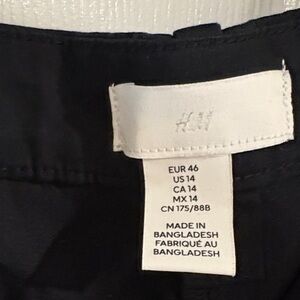 H&M
EUR 46
US 14
CA 14
MX 14
CN 175/88B
MADE IN
BANGLADESH
FABRIQUÉ AU
BANGLADESH